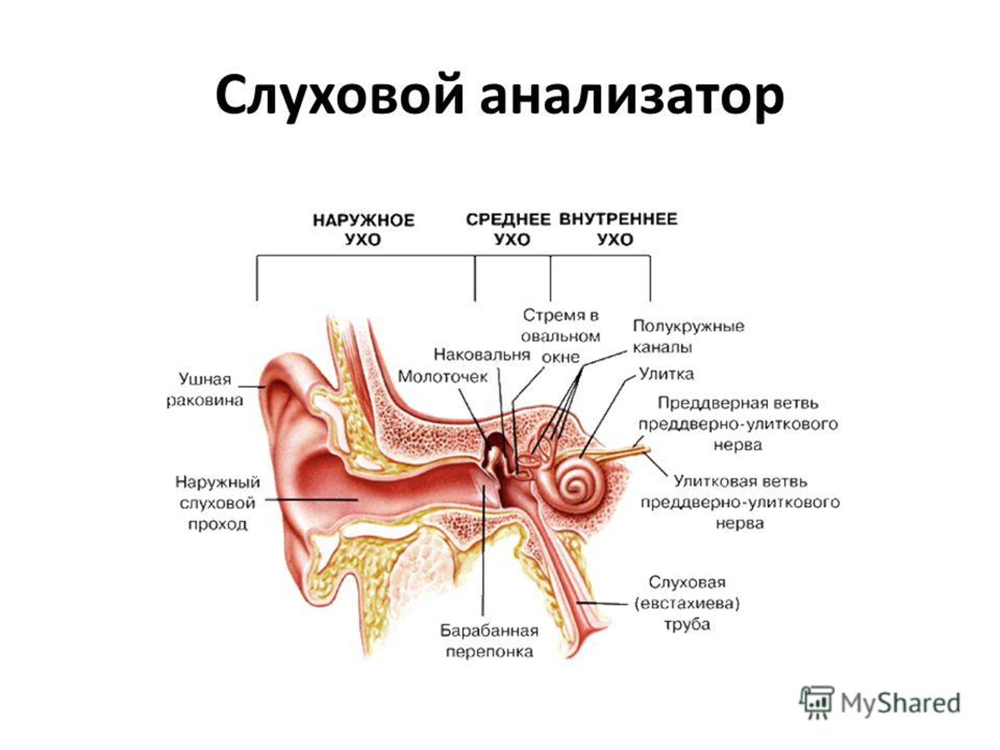 Слуховой анализатор
НАРУЖНОЕ
УХО
СРЕДНЕЕ
УХО
ВНУТРЕННЕЕ
УХО
Стремя в
овальном
окне
Полукружные
каналы
Наковальня
Молоточек
Улитка
Ушная
раковина
Преддверная ветвь
преддверно-улиткового
нерва
Наружный
слуховой
проход
Улитковая ветвь
преддверно-улиткового
нерва
Слуховая
(евстахиева)
труба
Барабанная
перепонка
MyShared